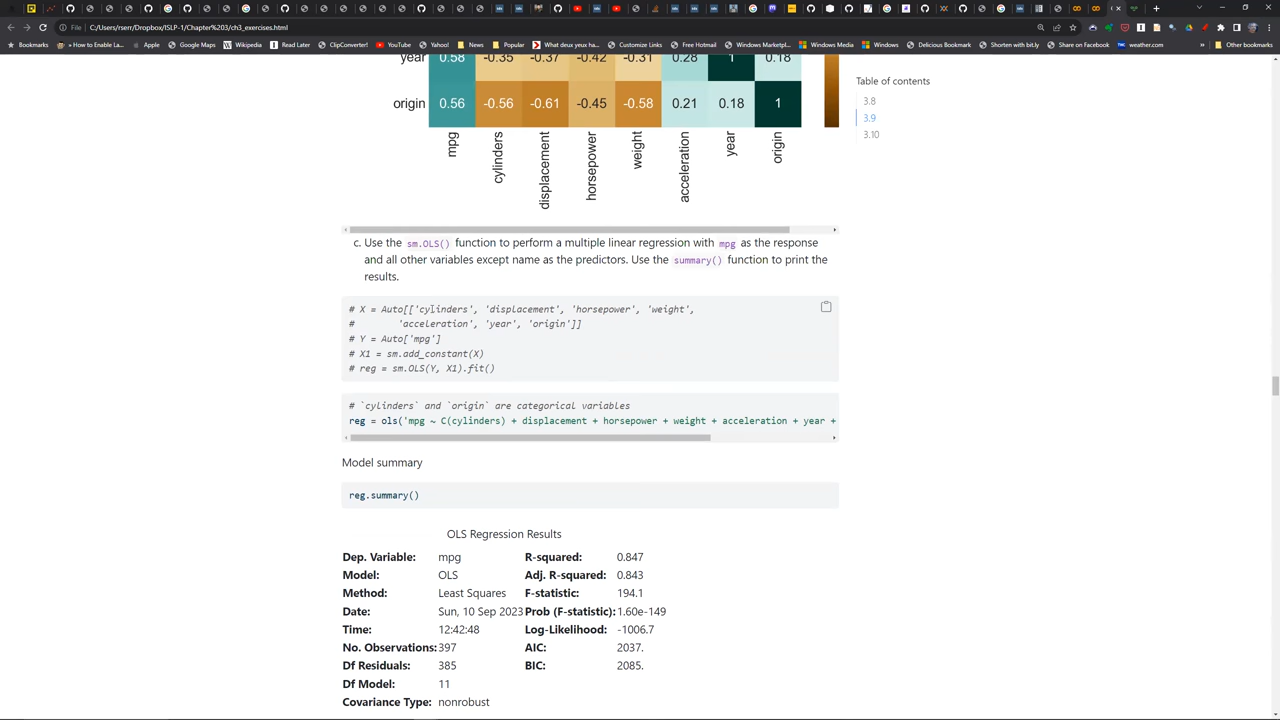 C:/Users/rserr/Dropbox/ISLP-1/Chapter%203/ch3_exercises.html
File
Bookmarks » How to Enable La... Apple Google Maps Wikipedia Read Later ClipConverter! YouTube Yahoo! News Popular What deux yeux ha... Customize Links Free Hotmail Windows Marketpl... Windows Media Windows Delicious Bookmark Shorten with bit.ly Share on Facebook weather.com Other bookmarks
year 0.58 -0.35 -0.37 -0.42 -0.31 0.28 1 0.18
origin 0.56 -0.56 -0.61 -0.45 -0.58 0.21 0.18 1
mpg cylinders displacement horsepower weight acceleration year origin
Table of contents
3.8
3.9
3.10
c. Use the sm.OLS() function to perform a multiple linear regression with mpg as the response
and all other variables except name as the predictors. Use the summary() function to print the
results.
# X = Auto[['cylinders', 'displacement', 'horsepower', 'weight',
# 'acceleration', 'year', 'origin']]
# Y = Auto['mpg']
# X1 = sm.add_constant(X)
# reg = sm.OLS(Y, X1).fit()
# `cylinders` and `origin` are categorical variables
reg = ols('mpg ~ C(cylinders) + displacement + horsepower + weight + acceleration + year +
Model summary
reg.summary()
OLS Regression Results
Dep. Variable: mpg R-squared: 0.847
Model: OLS Adj. R-squared: 0.843
Method: Least Squares F-statistic: 194.1
Date: Sun, 10 Sep 2023 Prob (F-statistic): 1.60e-149
Time: 12:42:48 Log-Likelihood: -1006.7
No. Observations: 397 AIC: 2037.
Df Residuals: 385 BIC: 2085.
Df Model: 11
Covariance Type: nonrobust